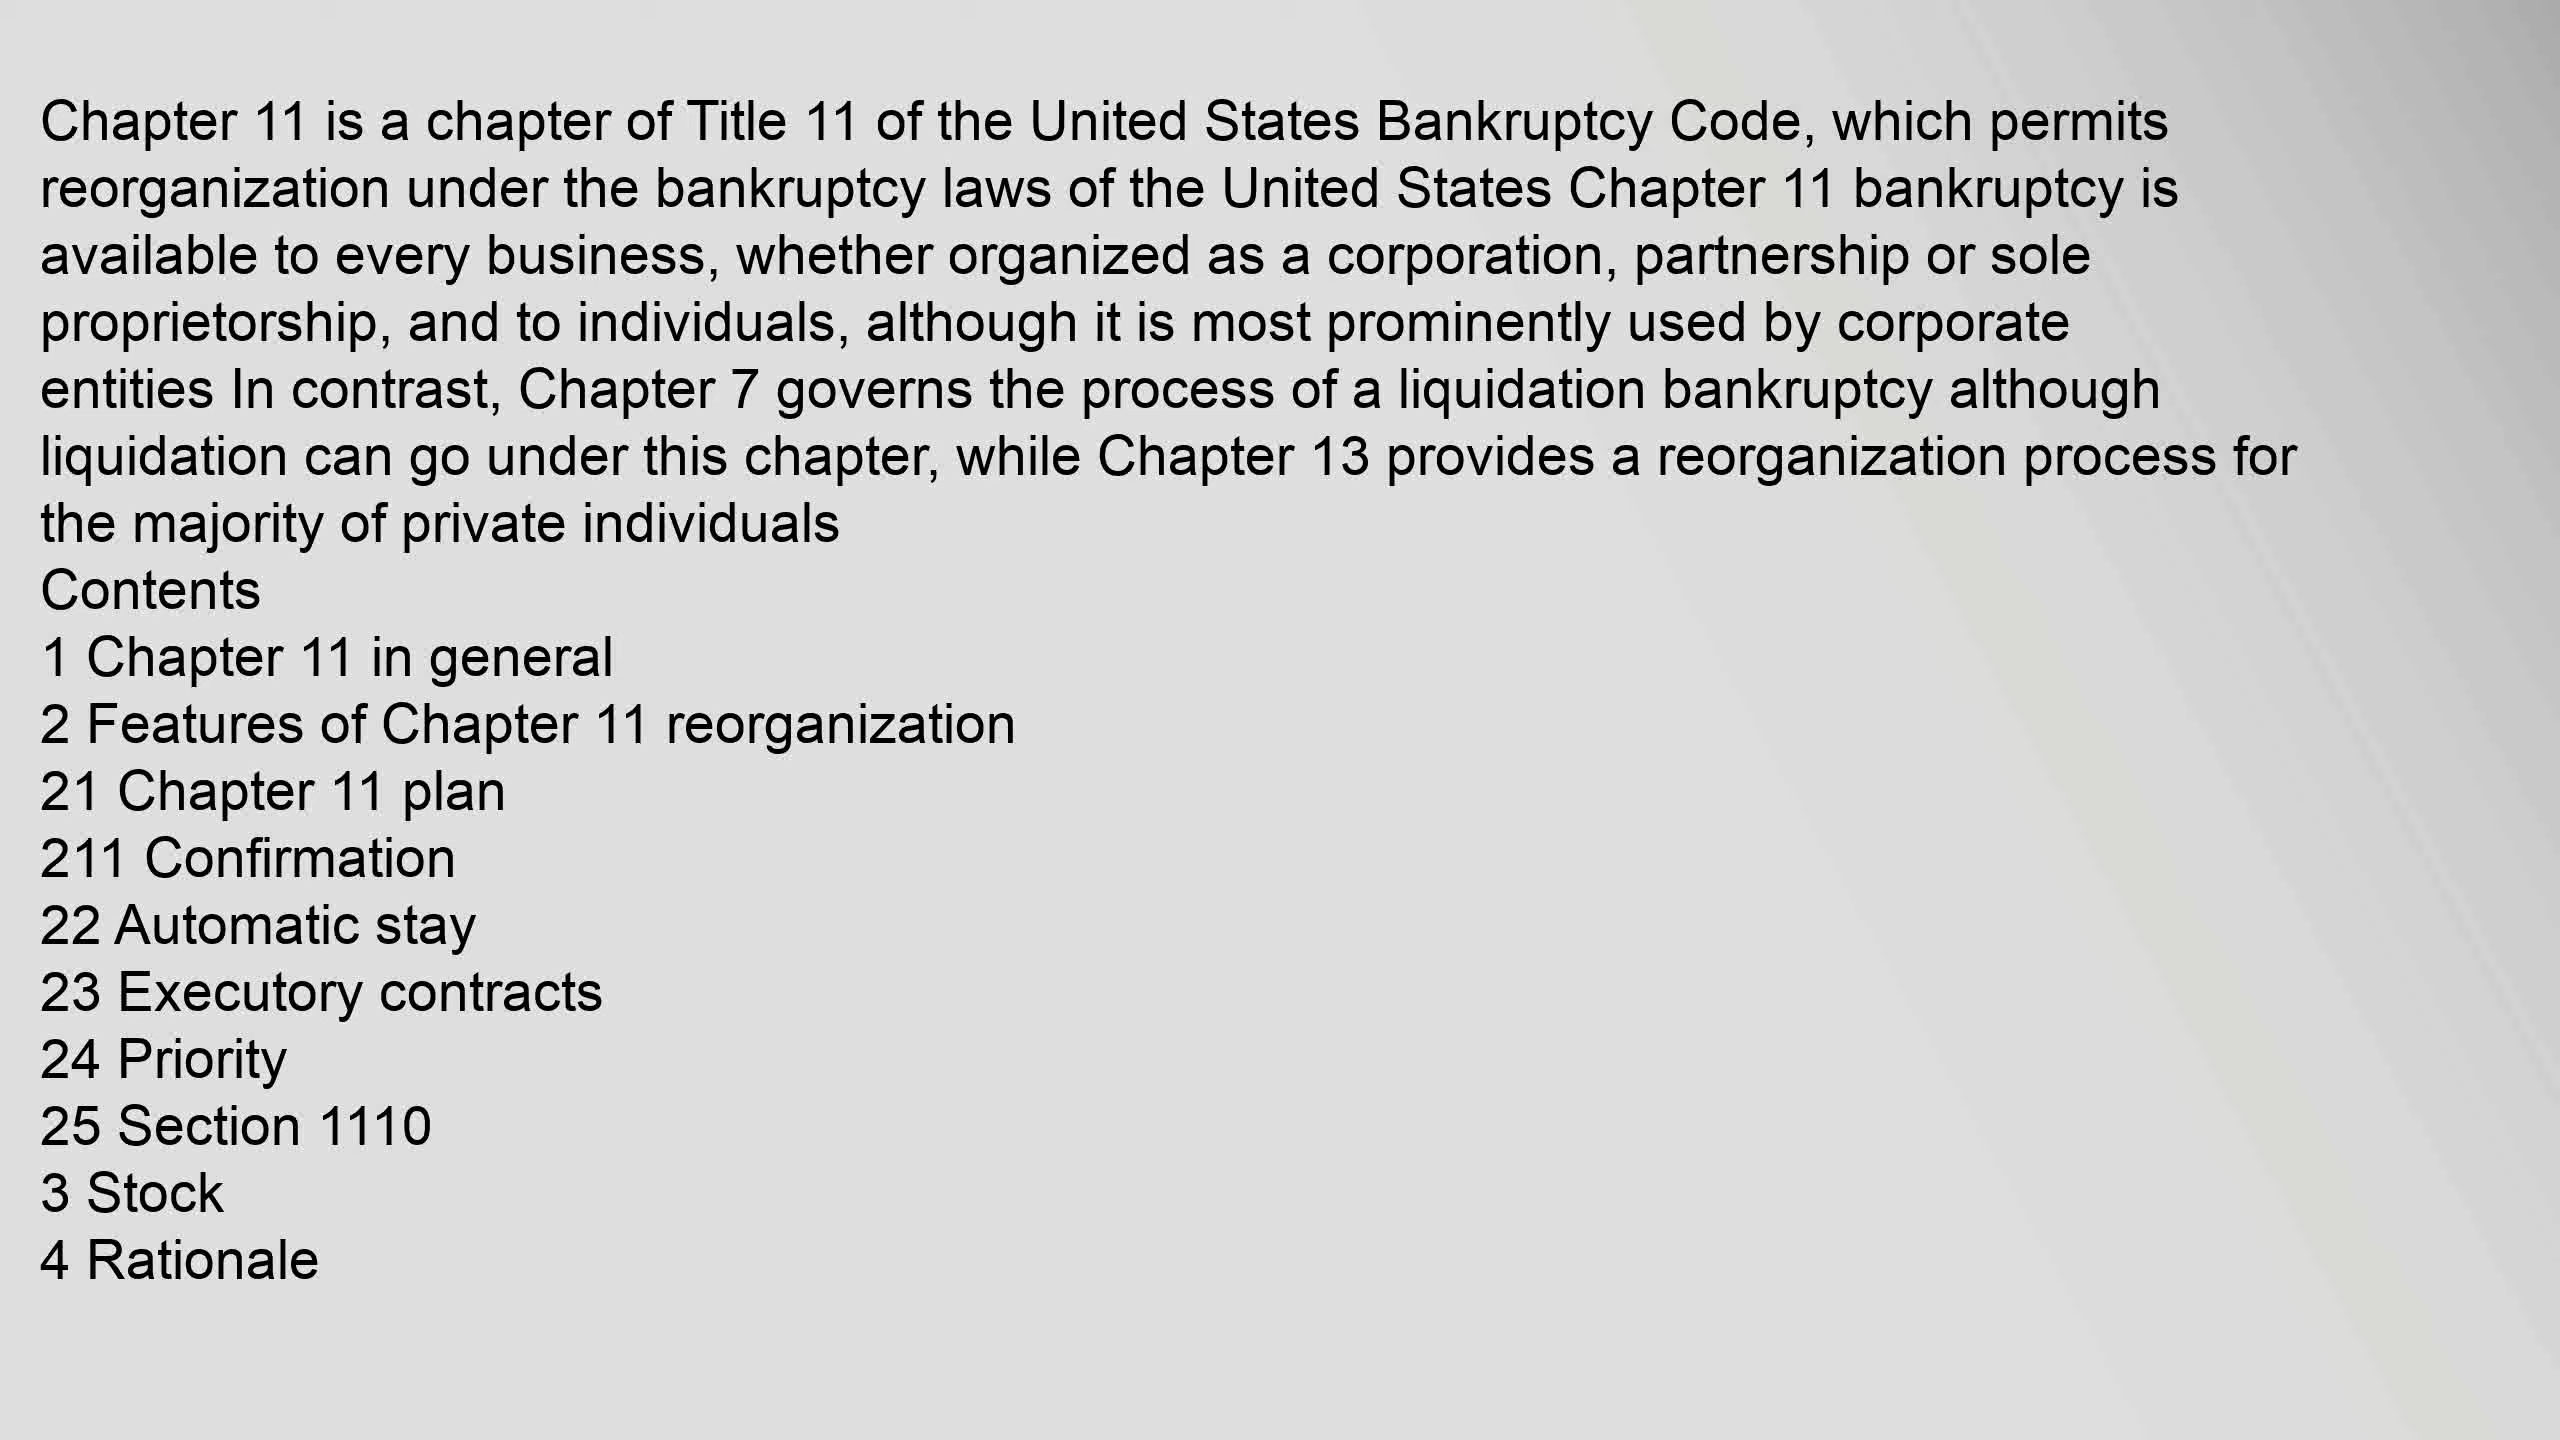 Chapter 11 is a chapter of Title 11 of the United States Bankruptcy Code, which permits
reorganization under the bankruptcy laws of the United States Chapter 11 bankruptcy is
available to every business, whether organized as a corporation, partnership or sole
proprietorship, and to individuals, although it is most prominently used by corporate
entities In contrast, Chapter 7 governs the process of a liquidation bankruptcy although
liquidation can go under this chapter, while Chapter 13 provides a reorganization process for
the majority of private individuals
Contents
1 Chapter 11 in general
2 Features of Chapter 11 reorganization
21 Chapter 11 plan
211 Confirmation
22 Automatic stay
23 Executory contracts
24 Priority
25 Section 1110
3 Stock
4 Rationale